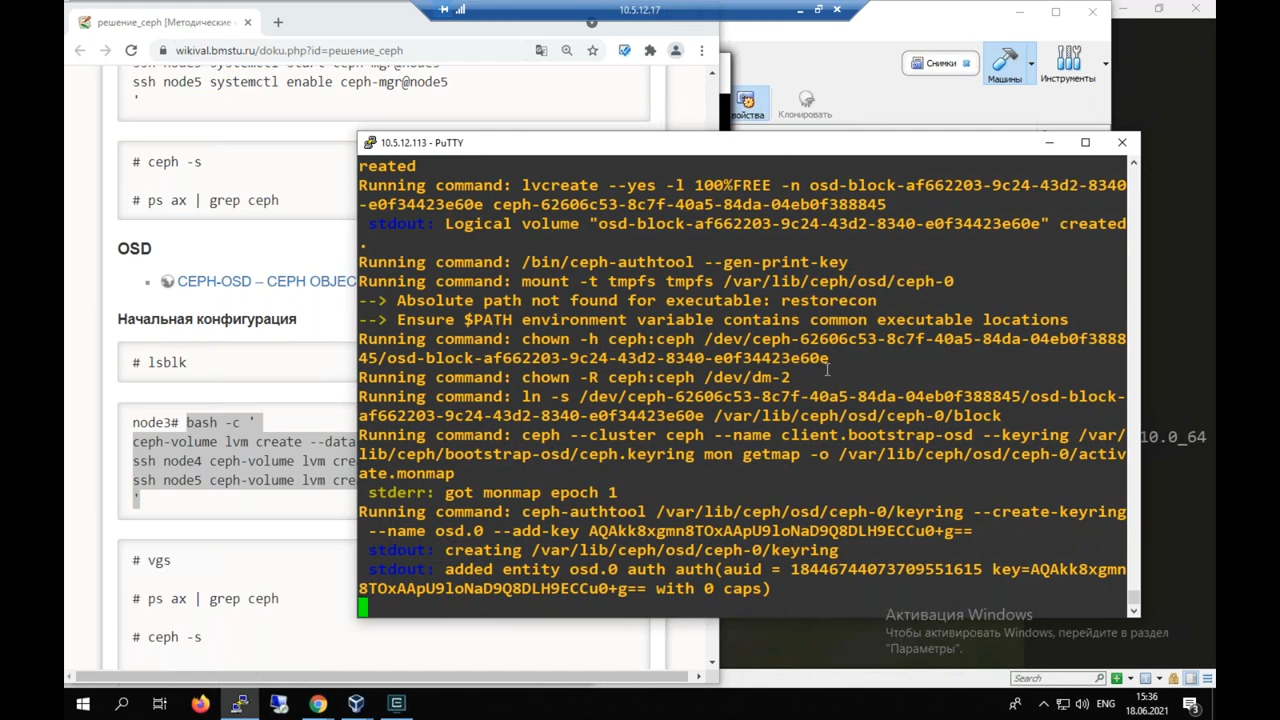 10.5.12.17
решение_ceph [Методические
wikival.bmstu.ru/doku.php?id=решение_ceph
ssh node5 systemctl enable ceph-mgr@node5
'
# ceph -s
# ps ax | grep ceph
OSD
CEPH-OSD – CEPH OBJEC
Начальная конфигурация
# lsblk
node3# bash -c '
ceph-volume lvm create --data
ssh node4 ceph-volume lvm cre
ssh node5 ceph-volume lvm cre
'
# vgs
# ps ax | grep ceph
# ceph -s
Снимки
Машины
Инструменты
войства
Клонировать
10.5.12.113 - PuTTY
reated
Running command: lvcreate --yes -l 100%FREE -n osd-block-af662203-9c24-43d2-8340
-e0f34423e60e ceph-62606c53-8c7f-40a5-84da-04eb0f388845
stdout: Logical volume "osd-block-af662203-9c24-43d2-8340-e0f34423e60e" created
.
Running command: /bin/ceph-authtool --gen-print-key
Running command: mount -t tmpfs tmpfs /var/lib/ceph/osd/ceph-0
--> Absolute path not found for executable: restorecon
--> Ensure $PATH environment variable contains common executable locations
Running command: chown -h ceph:ceph /dev/ceph-62606c53-8c7f-40a5-84da-04eb0f3888
45/osd-block-af662203-9c24-43d2-8340-e0f34423e60e
Running command: chown -R ceph:ceph /dev/dm-2
Running command: ln -s /dev/ceph-62606c53-8c7f-40a5-84da-04eb0f388845/osd-block-
af662203-9c24-43d2-8340-e0f34423e60e /var/lib/ceph/osd/ceph-0/block
Running command: ceph --cluster ceph --name client.bootstrap-osd --keyring /var/
lib/ceph/bootstrap-osd/ceph.keyring mon getmap -o /var/lib/ceph/osd/ceph-0/activ
ate.monmap
stderr: got monmap epoch 1
Running command: ceph-authtool /var/lib/ceph/osd/ceph-0/keyring --create-keyring
--name osd.0 --add-key AQAkk8xgmn8TOxAApU9loNaD9Q8DLH9ECCu0+g==
stdout: creating /var/lib/ceph/osd/ceph-0/keyring
stdout: added entity osd.0 auth auth(auid = 18446744073709551615 key=AQAkk8xgmn
8TOxAApU9loNaD9Q8DLH9ECCu0+g== with 0 caps)
10.0_64
Активация Windows
Чтобы активировать Windows, перейдите в раздел
"Параметры".
Search
ENG
15:36
18.06.2021
3